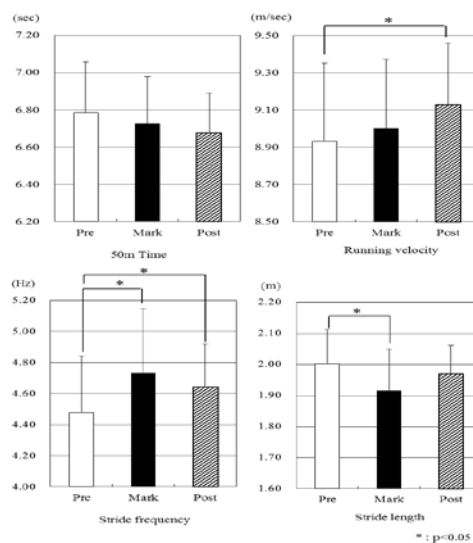 (sec)
7.20
7.00
6.80
6.60
6.40
6.20
Pre Mark Post
50m Time
(m/sec)
9.50
9.30
9.10
8.90
8.70
8.50
*
Pre Mark Post
Running velocity
(Hz)
5.20
5.00
4.80
4.60
4.40
4.20
4.00
*
*
Pre Mark Post
Stride frequency
(m)
2.20
2.10
2.00
1.90
1.80
1.70
1.60
*
Pre Mark Post
Stride length
* : p<0.05